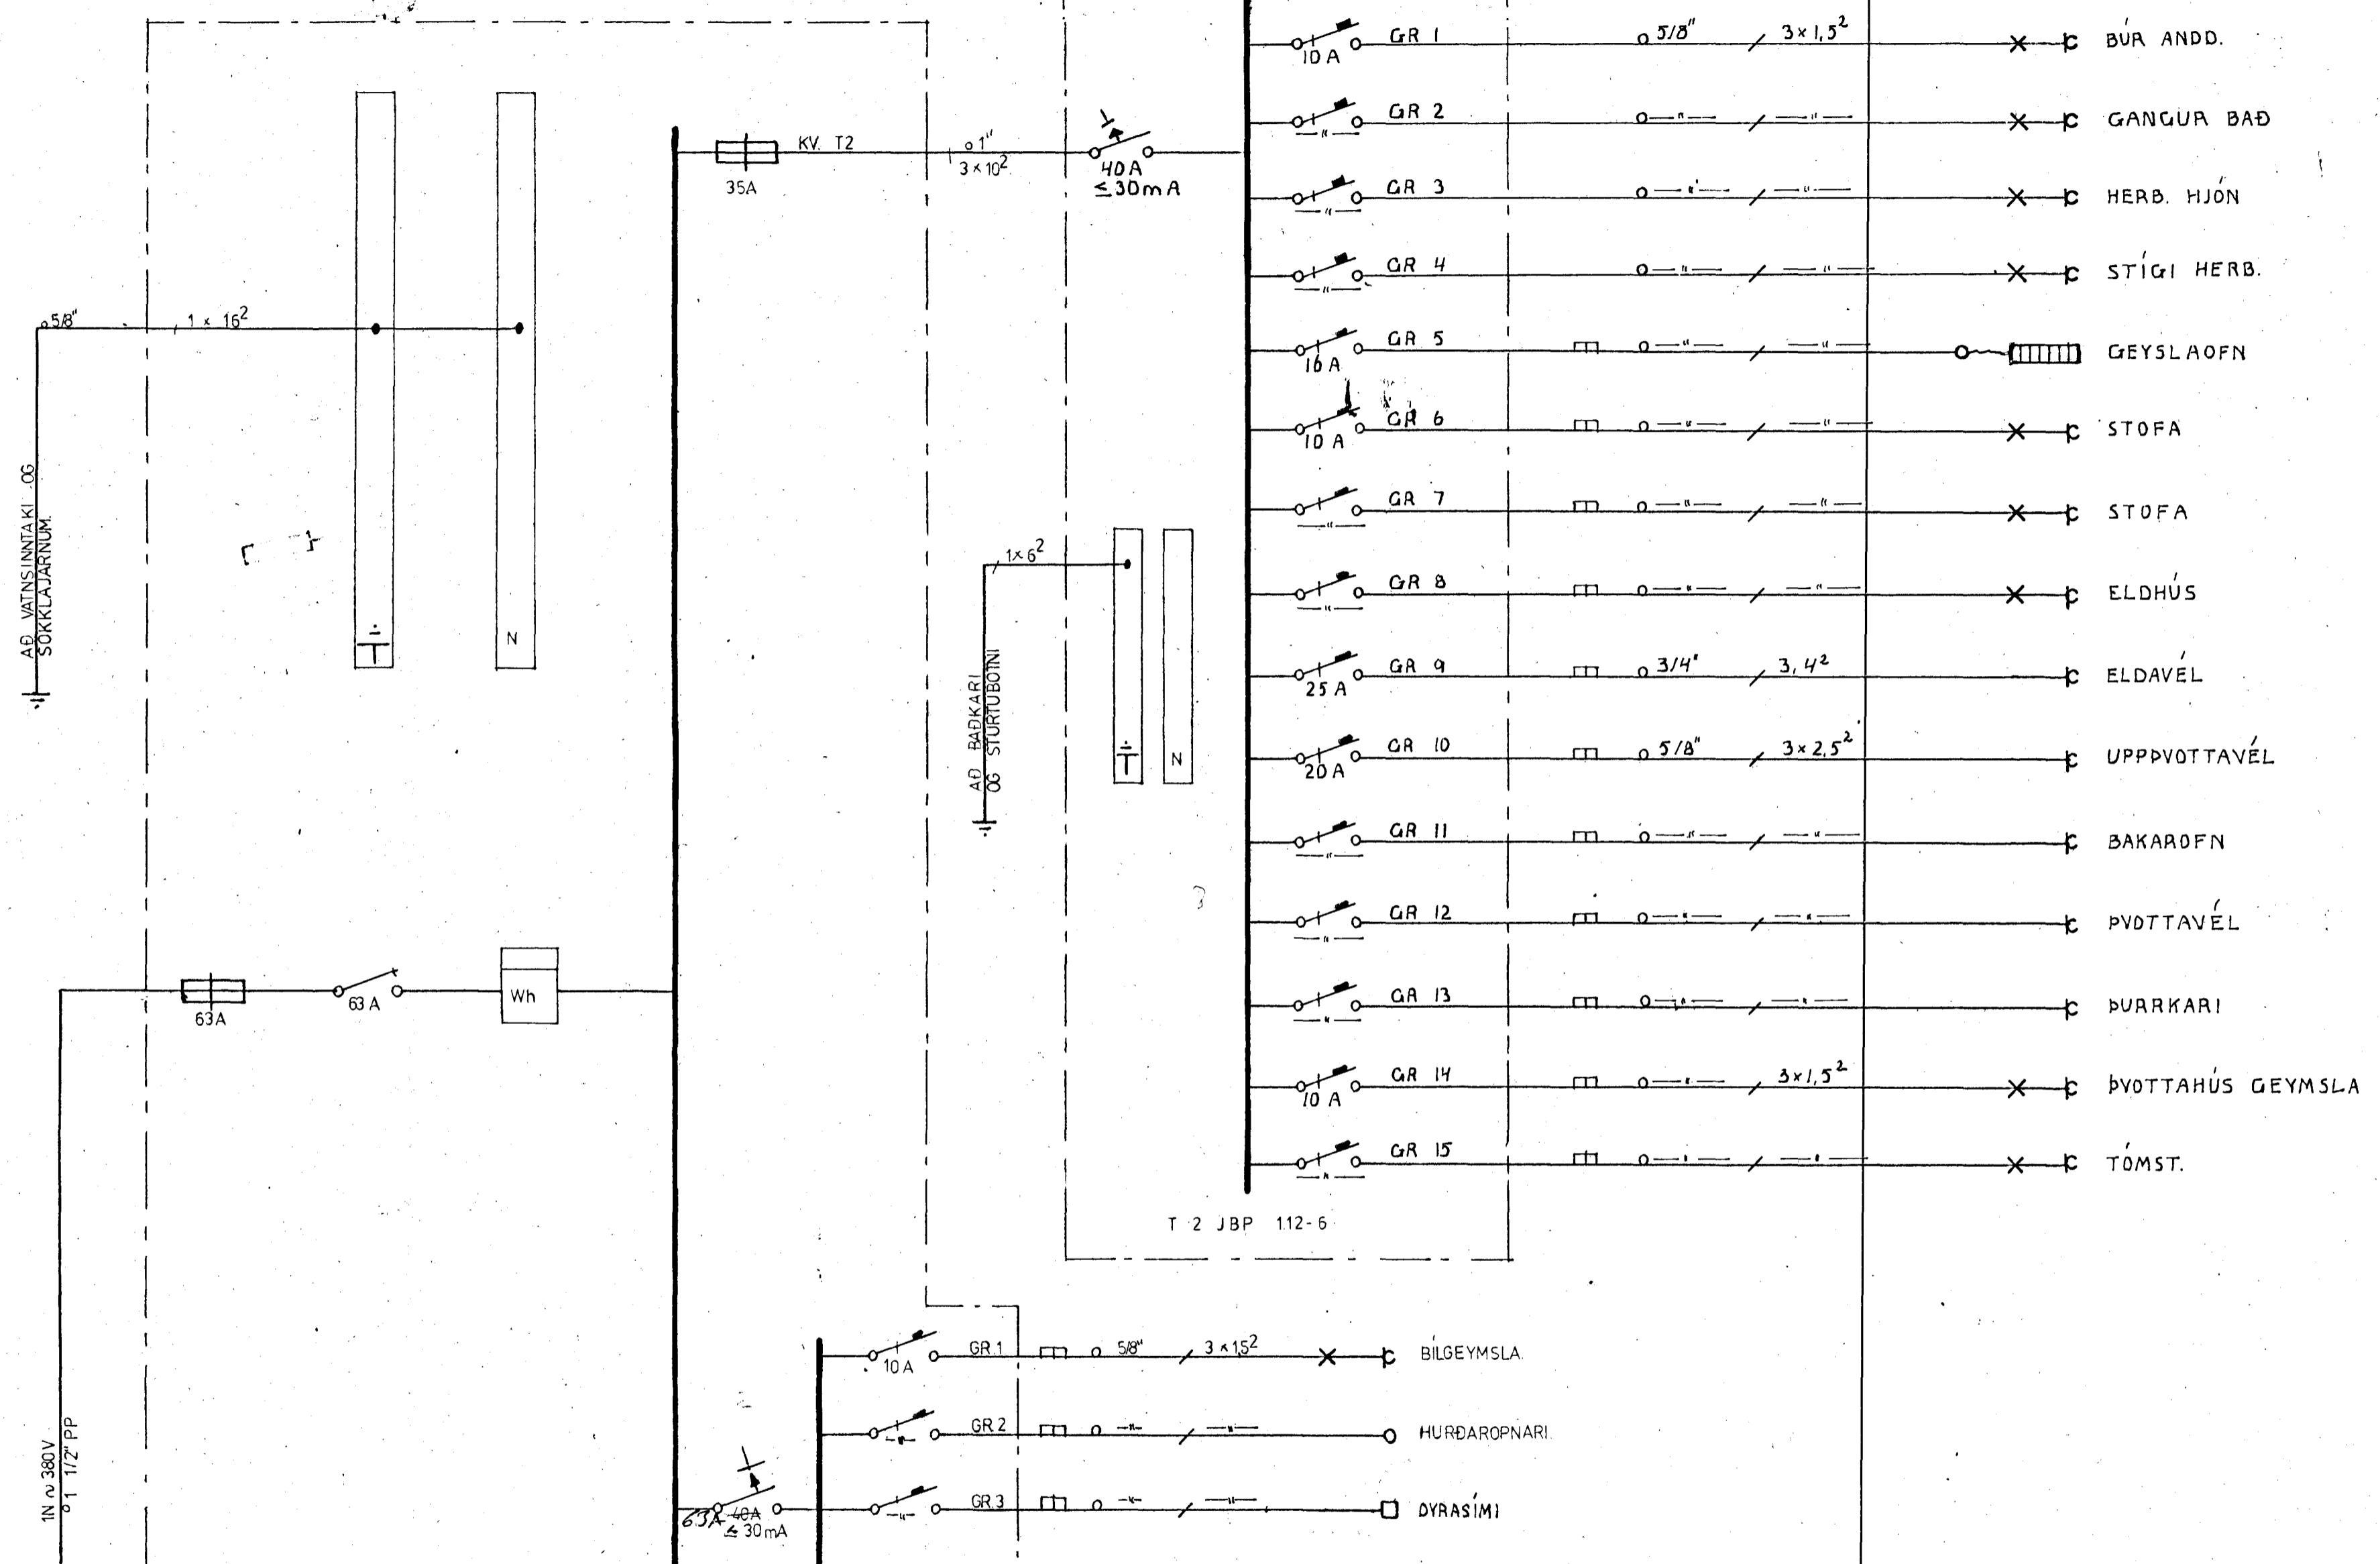 GR 1 5/8" 3×1,5² BÚR ANDD.
10 A
GR 2 —"— —"— GANGUR BAÐ
—"—
KV. T2 o 1"
3×10²
35A
40A
≤30mA
GR 3 —"— —"— HERB. HJÓN
—"—
GR 4 —"— —"— STÍGI HERB.
—"—
5/8" 1 × 16²
GR 5 —"— —"— GEYSLAOFN
16 A
GR 6 —"— —"— STOFA
10 A
GR 7 —"— —"— STOFA
—"—
AÐ VATNSINNTAKI OG
SÖKKLAJÁRNUM.
1×6²
GR 8 —"— —"— ELDHÚS
—"—
N
GR 9 3/4" 3, 4² ELDAVÉL
25 A
AÐ BAÐKARI
OG STURTUBOTNI
N
GR 10 5/8" 3×2,5² UPPÞVOTTAVÉL
20 A
GR 11 —"— —"— BAKAROFN
—"—
GR 12 —"— —"— ÞVOTTAVÉL
—"—
63A
63 A
Wh
GR 13 —"— —"— ÞURRKARI
—"—
GR 14 —"— 3×1,5² ÞVOTTAHÚS GEYMSLA
10 A
GR 15 —"— —"— TÓMST.
—"—
T 2 JBP 112-6
GR.1 5/8" 3 × 1,5² BÍLGEYMSLA.
10 A
GR.2 —"— —"— HURÐAROPNARI.
—"—
1N ~ 380V
o 1 1/2" PP
GR.3 —"— —"— DYRASÍMI
—"—
63A 40A
≤ 30mA